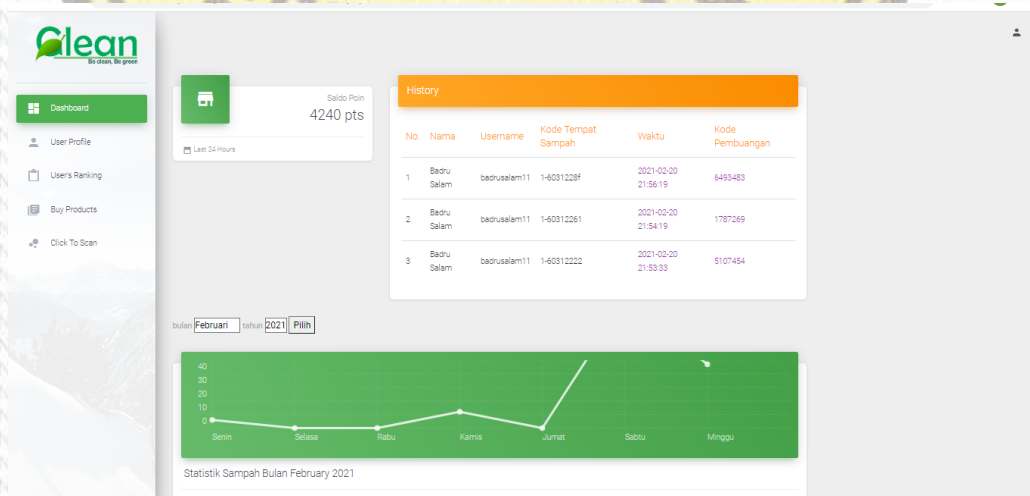 Glean
Be clean, Be green
Dashboard
User Profile
User's Ranking
Buy Products
Click To Scan
Saldo Poin
4240 pts
Last 24 Hours
History
No. Nama Username Kode Tempat Sampah Waktu Kode Pembuangan
1 Badru Salam badrusalam11 1-6031228f 2021-02-20 21:56:19 6493483
2 Badru Salam badrusalam11 1-60312261 2021-02-20 21:54:19 1787269
3 Badru Salam badrusalam11 1-60312222 2021-02-20 21:53:33 5107454
bulan Februari tahun 2021 Pilih
40
30
20
10
0
Senin Selasa Rabu Kamis Jumat Sabtu Minggu
Statistik Sampah Bulan February 2021